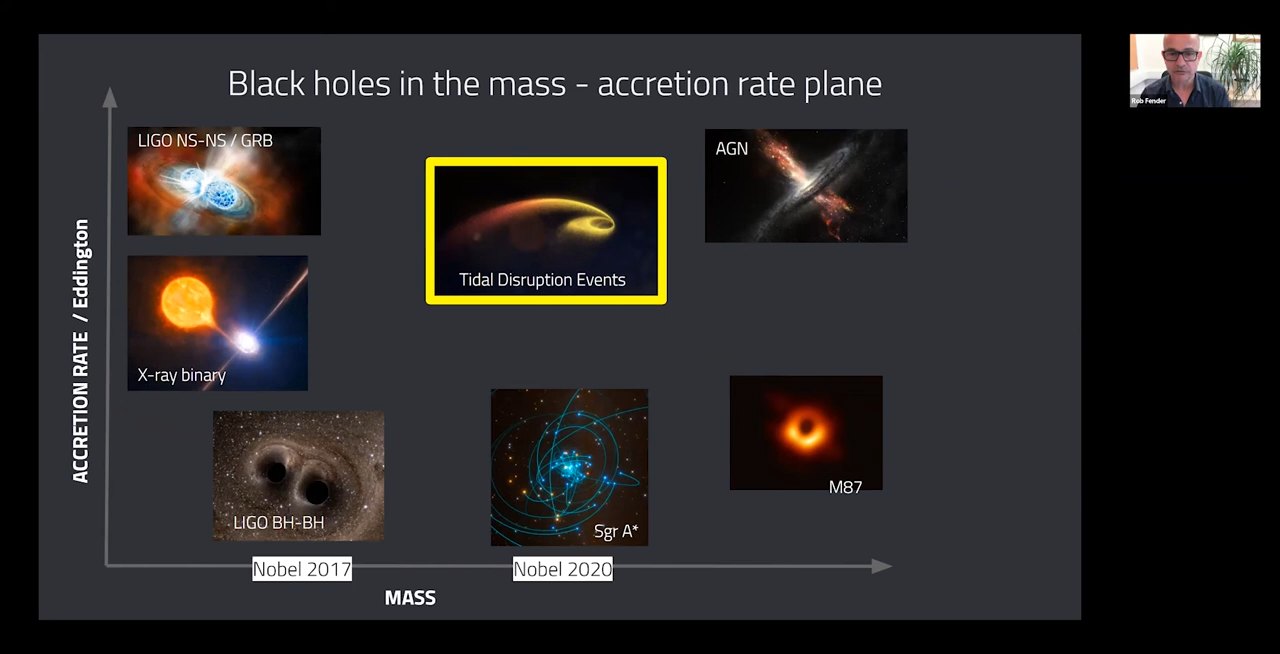 Black holes in the mass - accretion rate plane
LIGO NS-NS / GRB
AGN
Tidal Disruption Events
X-ray binary
ACCRETION RATE / Eddington
LIGO BH-BH
Sgr A*
M87
Nobel 2017
Nobel 2020
MASS
Rob Fender